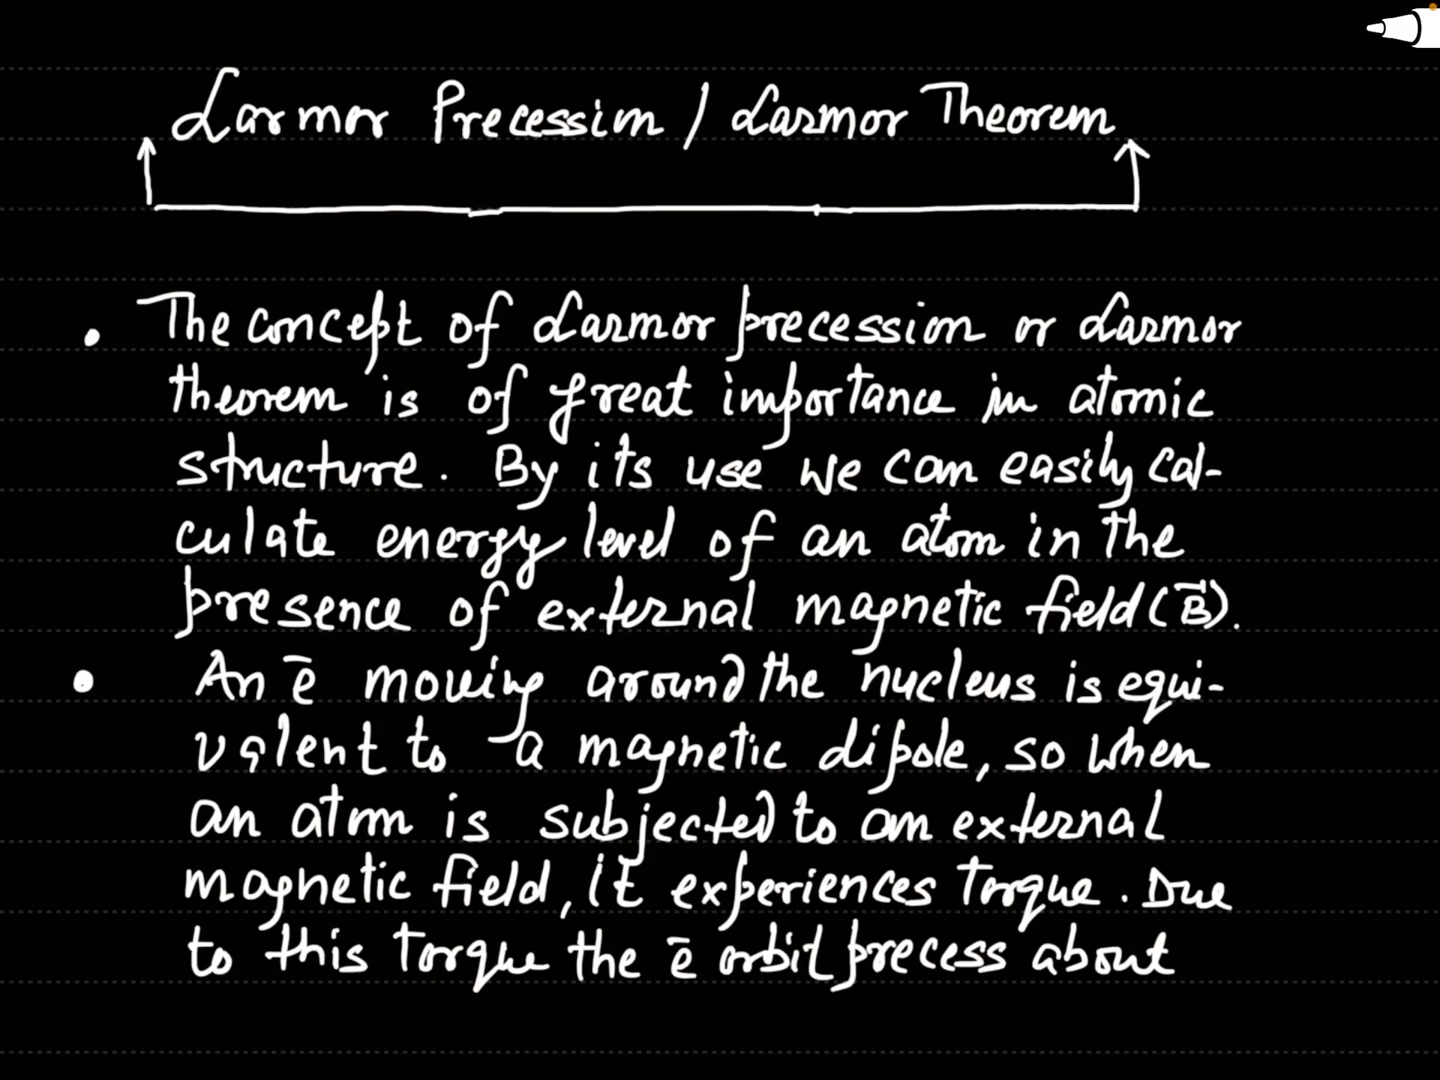 Larmor Precession / Larmor Theorem
• The concept of Larmor precession or Larmor
theorem is of great importance in atomic
structure. By its use we can easily cal-
culate energy level of an atom in the
presence of external magnetic field (B⃗).
• An ē moving around the nucleus is equi-
valent to a magnetic dipole, so when
an atom is subjected to an external
magnetic field, it experiences torque. Due
to this torque the ē orbit precess about